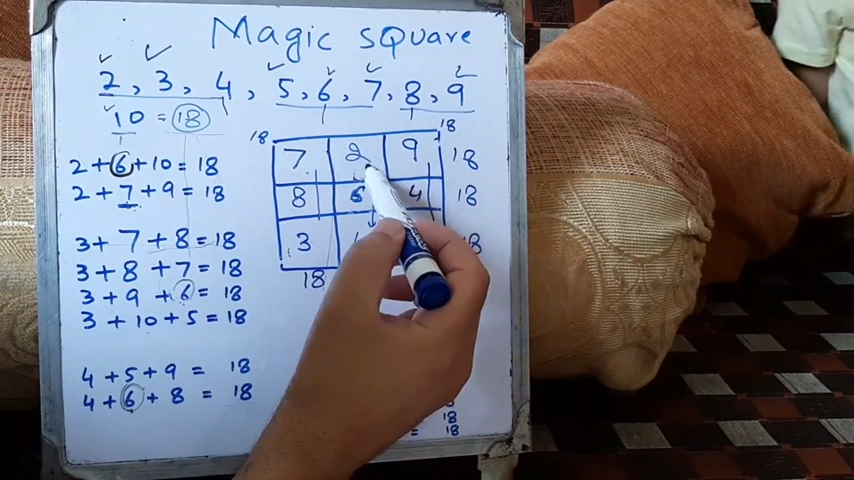 Magic square
2, 3, 4, 5, 6, 7, 8, 9
10 = 18
18 18
7 2 9 18
8 6 4 18
3 18
18
2+6+10= 18
2+7+9= 18
3+7+8=18
3+8+7= 18
3+9+6= 18
3+10+5= 18
4+5+9= 18
4+6+8= 18
18
= 18